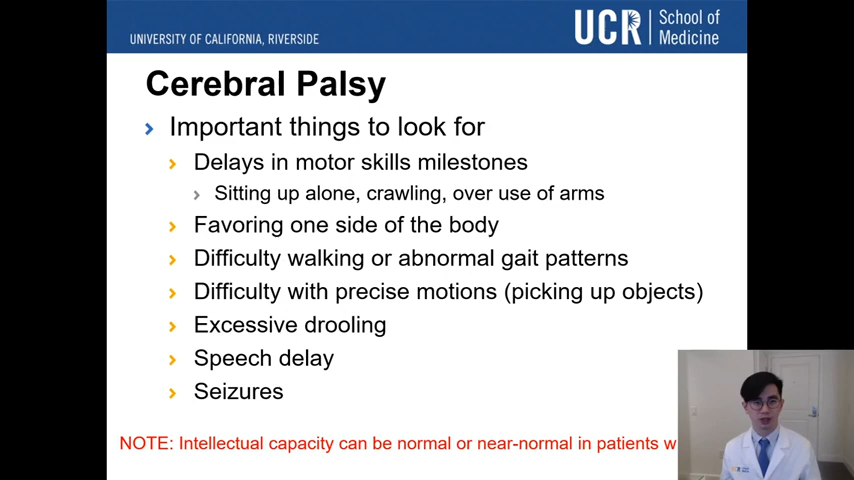 UNIVERSITY OF CALIFORNIA, RIVERSIDE
UCR School of
Medicine
Cerebral Palsy
Important things to look for
Delays in motor skills milestones
Sitting up alone, crawling, over use of arms
Favoring one side of the body
Difficulty walking or abnormal gait patterns
Difficulty with precise motions (picking up objects)
Excessive drooling
Speech delay
Seizures
NOTE: Intellectual capacity can be normal or near-normal in patients